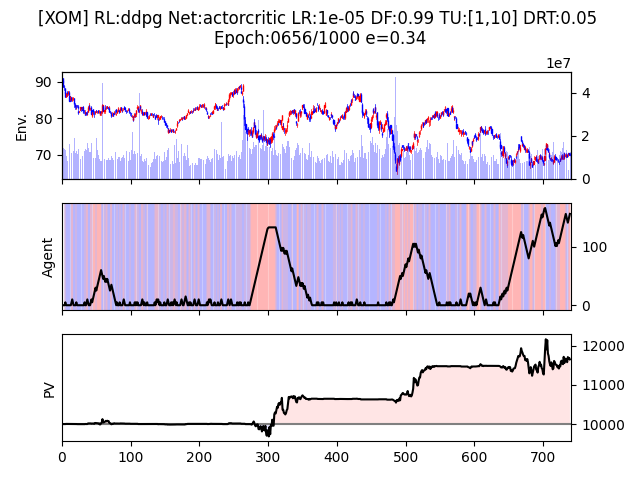 [XOM] RL:ddpg Net:actorcritic LR:1e-05 DF:0.99 TU:[1,10] DRT:0.05
Epoch:0656/1000 e=0.34
1e7
Env.
90
80
70
4
2
0
Agent
100
0
PV
12000
11000
10000
0 100 200 300 400 500 600 700